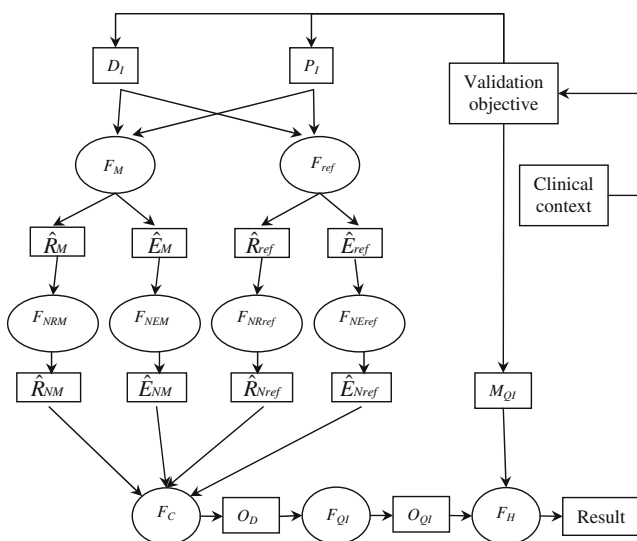 D_I
P_I
Validation
objective
F_M
F_ref
Clinical
context
R̂_M
Ê_M
R̂_ref
Ê_ref
F_NRM
F_NEM
F_NRref
F_NEref
R̂_NM
Ê_NM
R̂_Nref
Ê_Nref
M_QI
F_C
O_D
F_QI
O_QI
F_H
Result